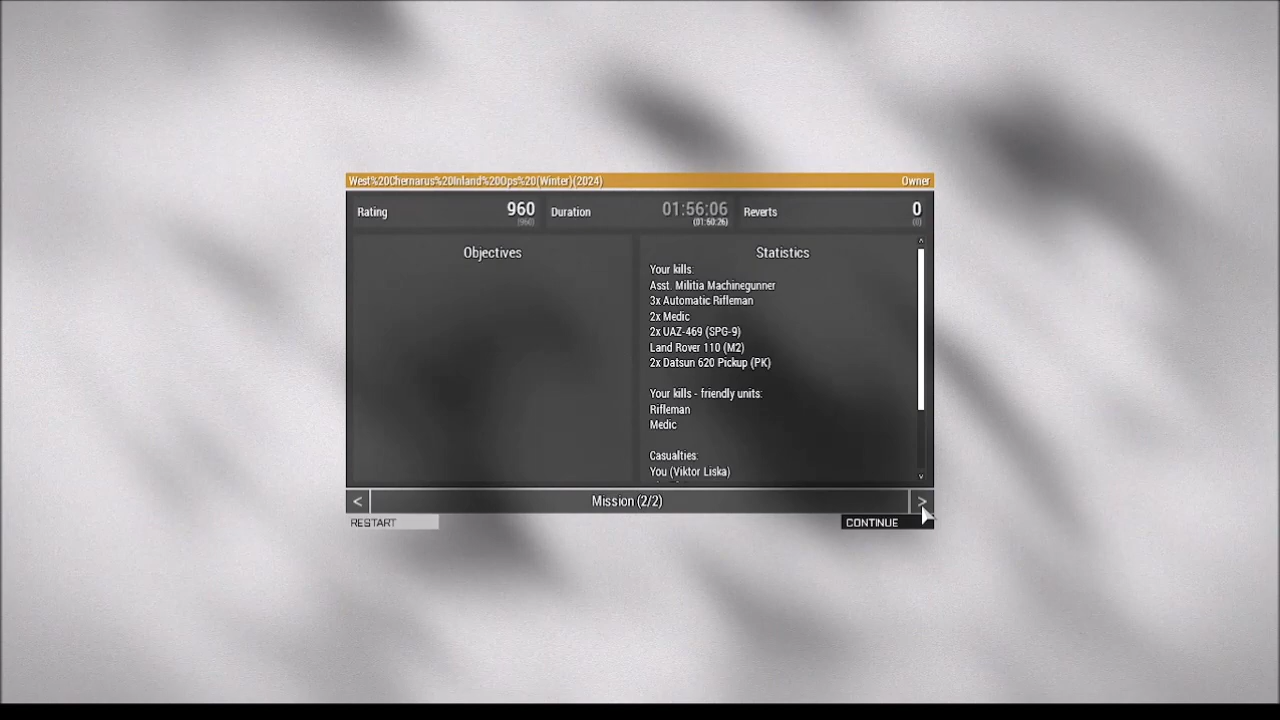 West%20Chernarus%20Inland%20Ops%20(Winter)(2024) Owner
Rating 960 (960) Duration 01:56:06 (01:60:26) Reverts 0 (0)
Objectives
Statistics
Your kills:
Asst. Militia Machinegunner
3x Automatic Rifleman
2x Medic
2x UAZ-469 (SPG-9)
Land Rover 110 (M2)
2x Datsun 620 Pickup (PK)
Your kills - friendly units:
Rifleman
Medic
Casualties:
You (Viktor Liska)
< Mission (2/2) >
RESTART
CONTINUE